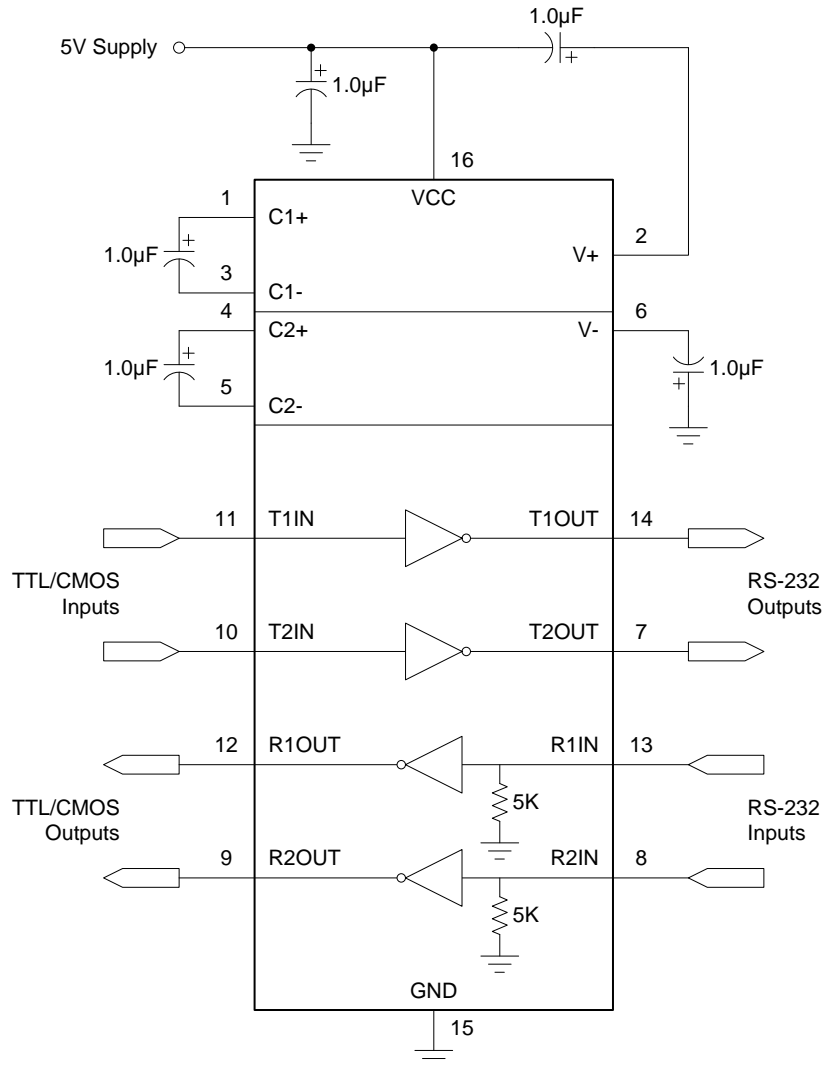 1.0µF
5V Supply
+
+
1.0µF
16
VCC
1
C1+
2
V+
+
1.0µF
3
C1-
4
C2+
6
V-
+
1.0µF
1.0µF
+
5
C2-
11
T1IN
T1OUT
14
TTL/CMOS
Inputs
RS-232
Outputs
10
T2IN
T2OUT
7
12
R1OUT
R1IN
13
5K
TTL/CMOS
Outputs
RS-232
Inputs
9
R2OUT
R2IN
8
5K
GND
15